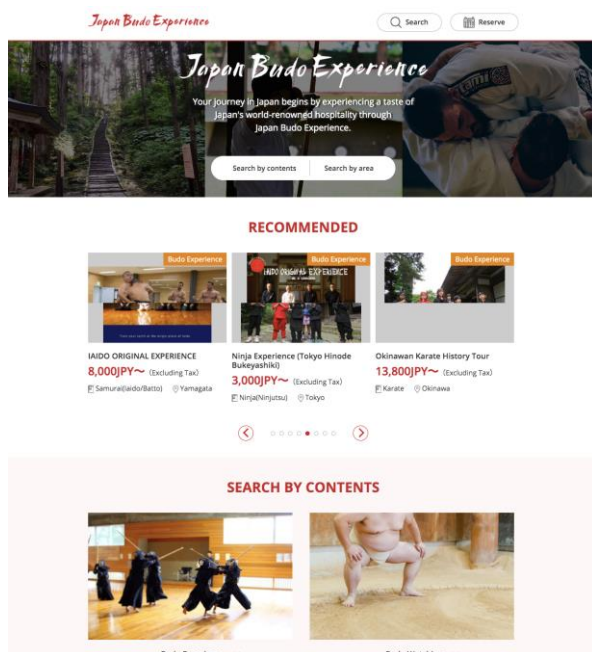 Japan Budo Experience
Search
Reserve
Japan Budo Experience
Your journey in Japan begins by experiencing a taste of
Japan's world-renowned hospitality through
Japan Budo Experience.
Search by contents
Search by area
RECOMMENDED
Budo Experience
Budo Experience
Budo Experience
IAIDO ORIGINAL EXPERIENCE
IAIDO ORIGINAL EXPERIENCE
8,000JPY〜 (Excluding Tax)
Samurai(Iaido/Batto) Yamagata
Ninja Experience (Tokyo Hinode
Bukeyashiki)
3,000JPY〜 (Excluding Tax)
Ninja(Ninjutsu) Tokyo
Okinawan Karate History Tour
13,800JPY〜 (Excluding Tax)
Karate Okinawa
SEARCH BY CONTENTS